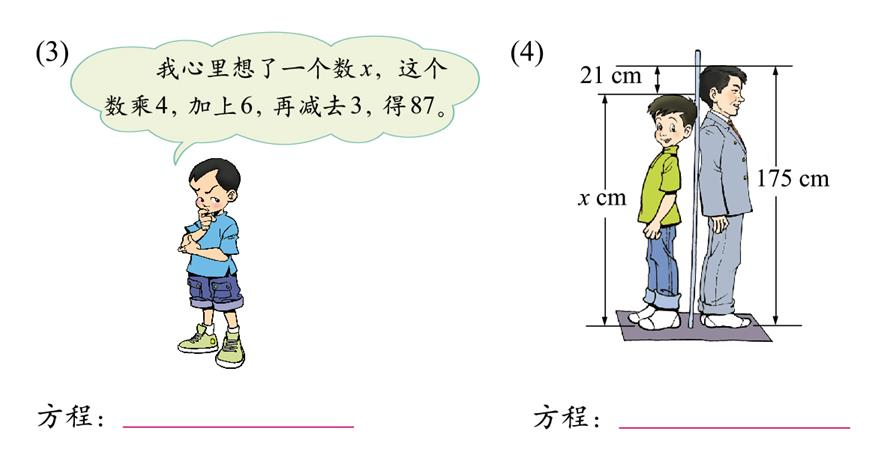 (3)
我心里想了一个数x，这个
数乘4，加上6，再减去3，得87。
方程：
(4)
21 cm
x cm
175 cm
方程：